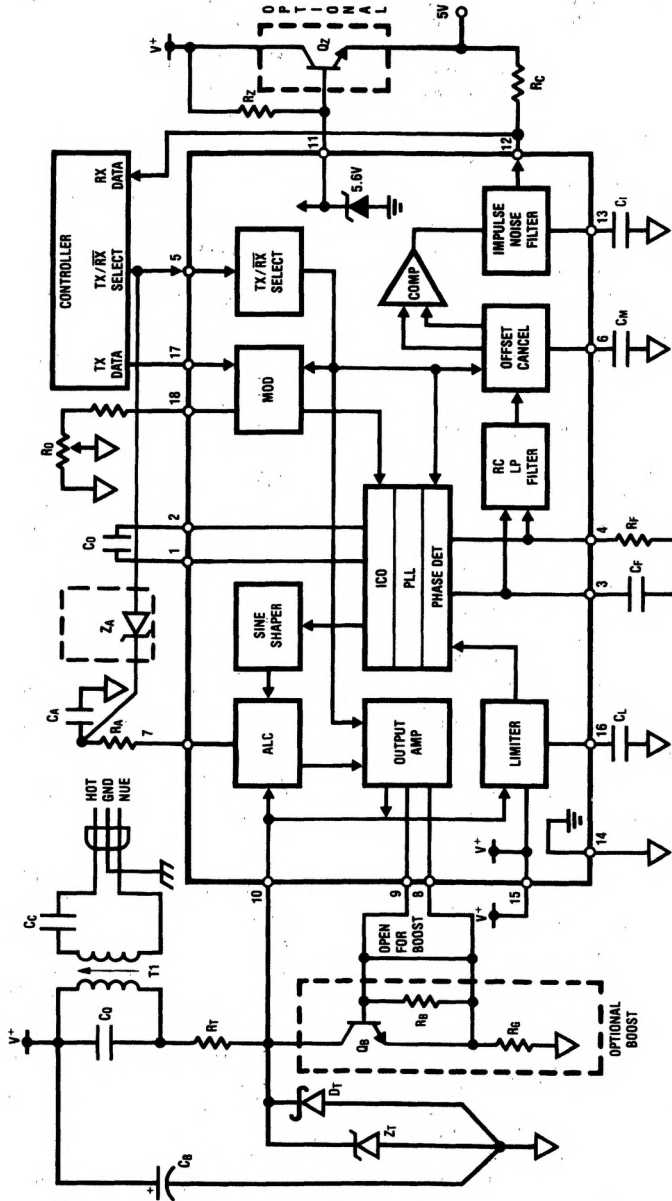 CONTROLLER
TX
DATA
TX/RX
SELECT
RX
DATA
V+
OPTIONAL
QZ
RZ
5V
RC
5
17
18
11
12
5.6V
RO
CO
1
2
ZA
CA
RA
7
HOT
GND
NUE
CC
T1
V+
CO
RT
CB
+
10
TX/RX
SELECT
MOD
SINE
SHAPER
ALC
ICO
PLL
PHASE DET
OUTPUT
AMP
LIMITER
RC
LP
FILTER
OFFSET
CANCEL
COMP
IMPULSE
NOISE
FILTER
9
8
OPEN
FOR
BOOST
V+
15
V+
QB
RB
RG
OPTIONAL
BOOST
DT
ZT
14
16
CL
3
CF
4
RF
6
CM
13
CI